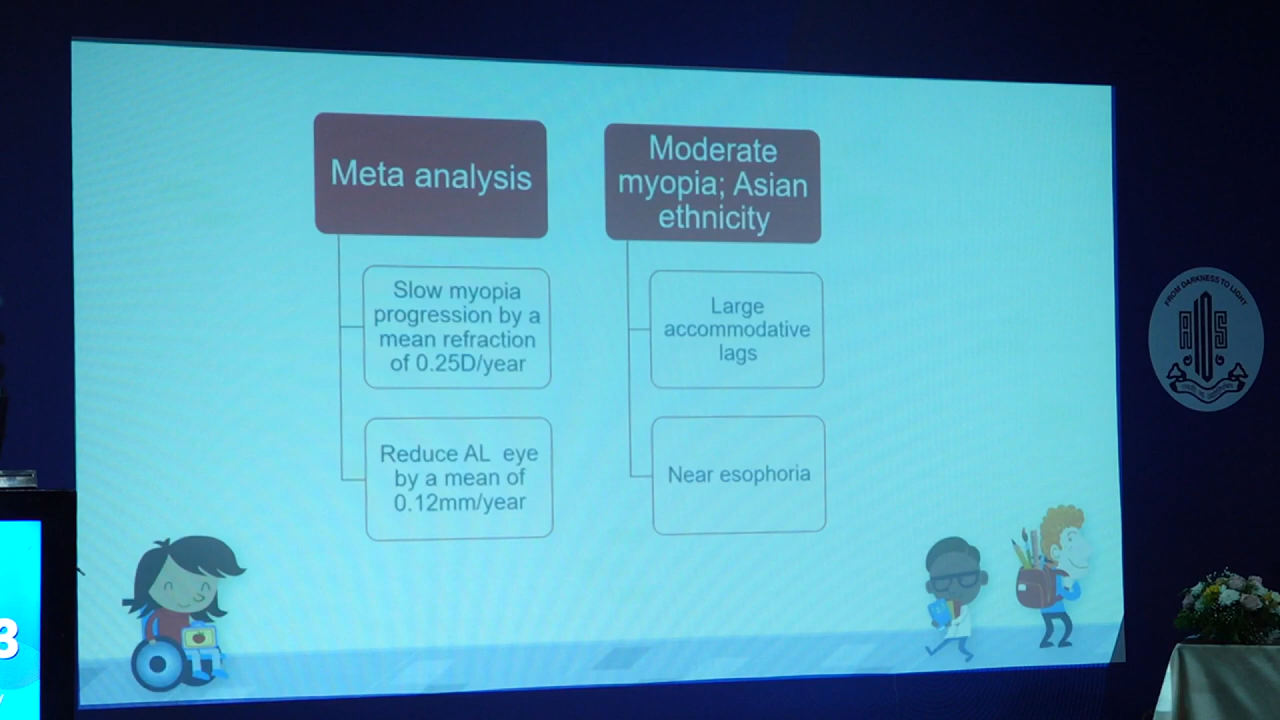 Meta analysis
Slow myopia
progression by a
mean refraction
of 0.25D/year
Reduce AL eye
by a mean of
0.12mm/year
Moderate
myopia; Asian
ethnicity
Large
accommodative
lags
Near esophoria
FROM DARKNESS TO LIGHT
3